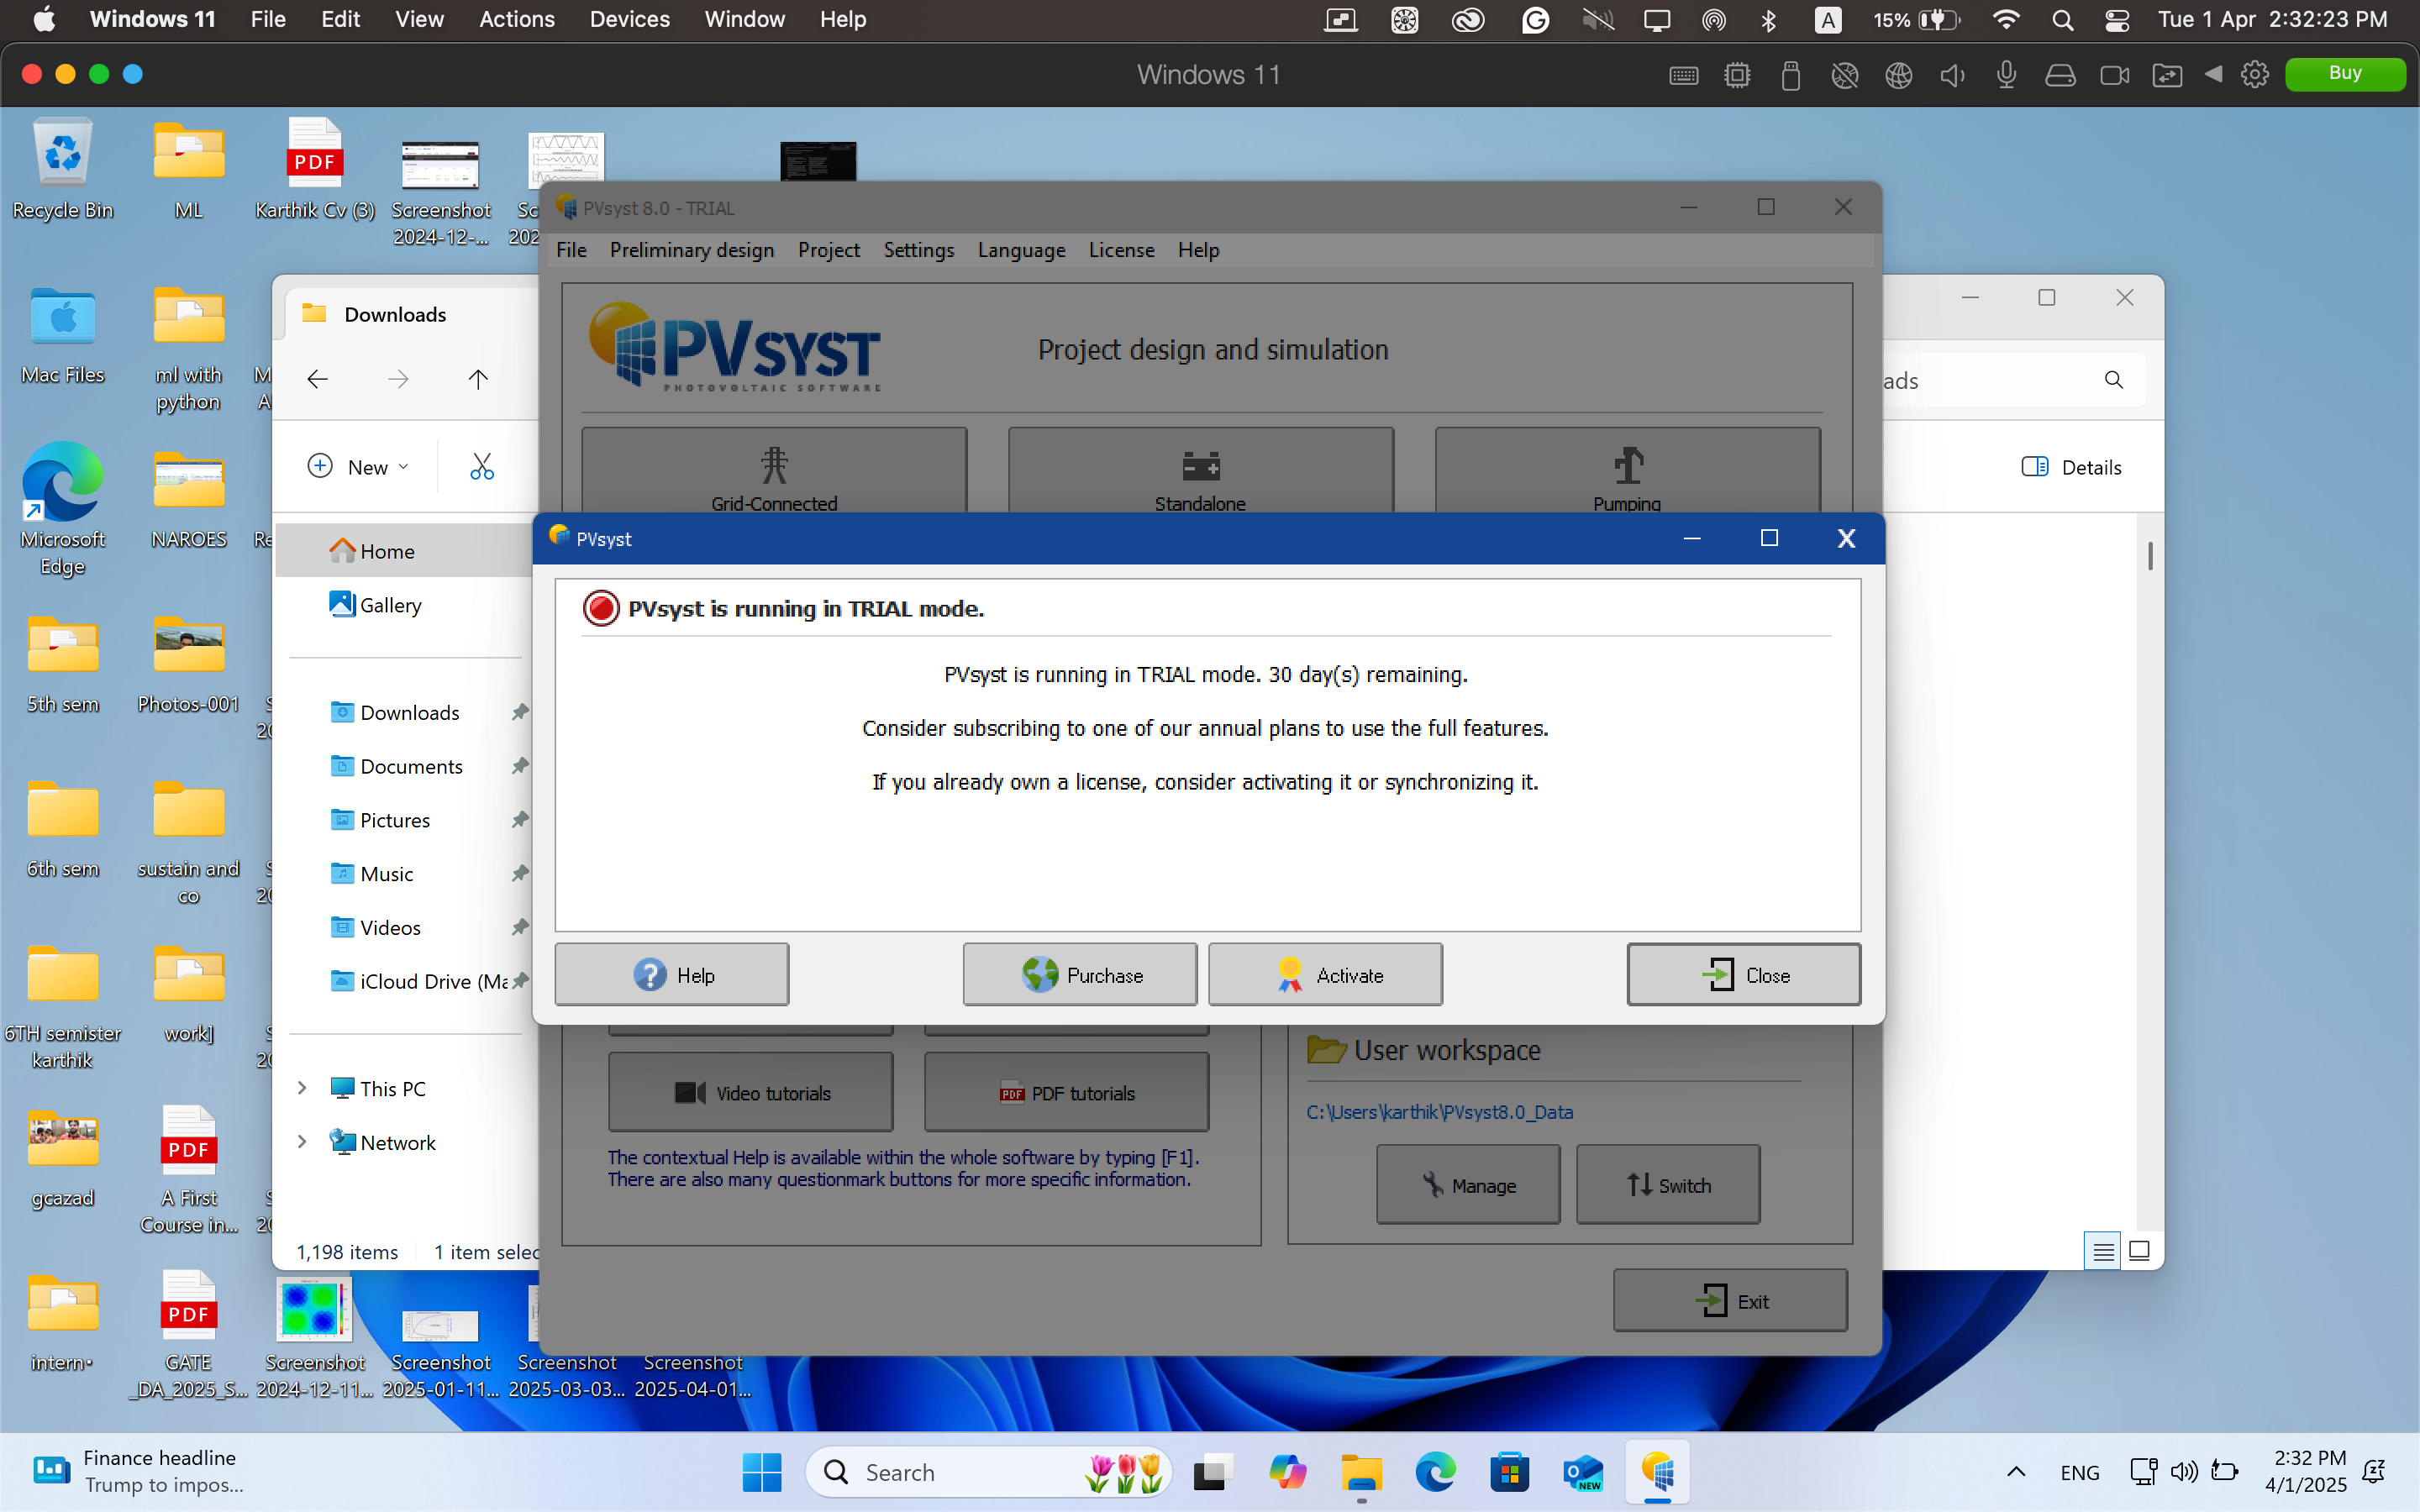 Windows 11 File Edit View Actions Devices Window Help
A 15% Tue 1 Apr 2:32:23 PM
Windows 11
Buy
Recycle Bin
ML
PDF
Karthik Cv (3)
Screenshot
2024-12-...
Sc
202
Mac Files
ml with
python
M
A
Microsoft
Edge
NAROES
Re
5th sem
Photos-001
S
20
6th sem
sustain and
co
S
20
6TH semister
karthik
work]
S
20
gcazad
PDF
A First
Course in...
S
20
intern
PDF
GATE
_DA_2025_S...
Screenshot
2024-12-11...
Screenshot
2025-01-11...
Screenshot
2025-03-03...
Screenshot
2025-04-01...
Downloads
New
ads
Details
Home
Gallery
Downloads
Documents
Pictures
Music
Videos
iCloud Drive (Ma
This PC
Network
1,198 items 1 item selec
PVsyst 8.0 - TRIAL
File Preliminary design Project Settings Language License Help
PVSYST
PHOTOVOLTAIC SOFTWARE
Project design and simulation
Grid-Connected
Standalone
Pumping
PVsyst
X
PVsyst is running in TRIAL mode.
PVsyst is running in TRIAL mode. 30 day(s) remaining.
Consider subscribing to one of our annual plans to use the full features.
If you already own a license, consider activating it or synchronizing it.
? Help
Purchase
Activate
Close
Video tutorials
PDF PDF tutorials
The contextual Help is available within the whole software by typing [F1].
There are also many questionmark buttons for more specific information.
User workspace
C:\Users\karthik\PVsyst8.0_Data
Manage
Switch
Exit
Finance headline
Trump to impos...
Search
NEW
ENG
2:32 PM
4/1/2025